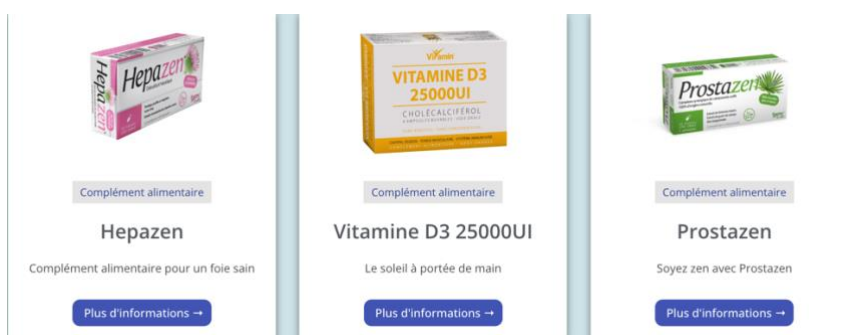 Hepazen
Hepazen
Complément alimentaire
Hepazen
Complément alimentaire pour un foie sain
Plus d'informations →
Vitamin
VITAMINE D3
25000UI
CHOLÉCALCIFÉROL
Complément alimentaire
Vitamine D3 25000UI
Le soleil à portée de main
Plus d'informations →
Prostazen
Complément alimentaire
Prostazen
Soyez zen avec Prostazen
Plus d'informations →